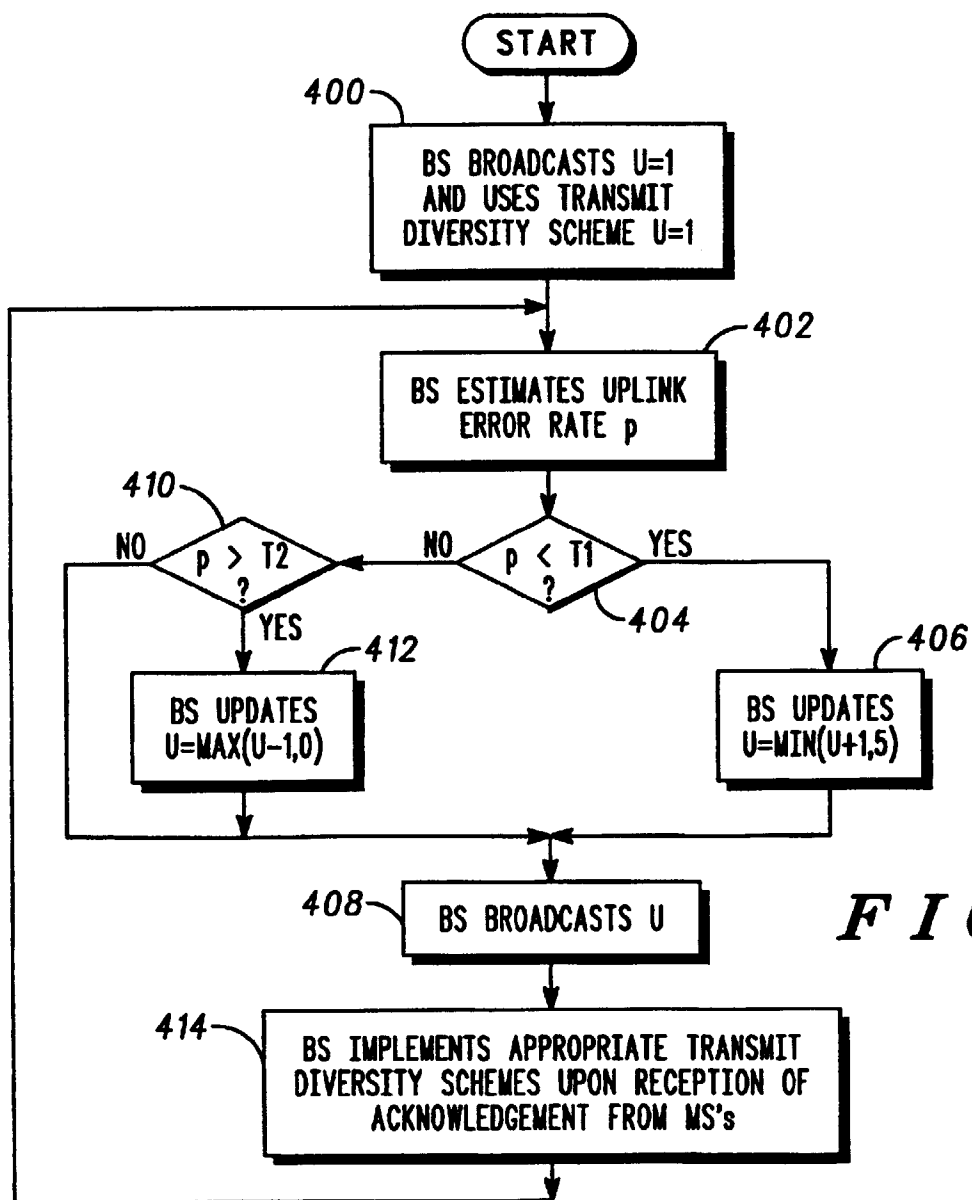 START
400
BS BROADCASTS U=1
AND USES TRANSMIT
DIVERSITY SCHEME U=1
402
BS ESTIMATES UPLINK
ERROR RATE p
410
NO
p > T2
?
YES
NO
p < T1
?
YES
404
412
BS UPDATES
U=MAX(U-1,0)
406
BS UPDATES
U=MIN(U+1,5)
408
BS BROADCASTS U
F I
414
BS IMPLEMENTS APPROPRIATE TRANSMIT
DIVERSITY SCHEMES UPON RECEPTION OF
ACKNOWLEDGEMENT FROM MS's